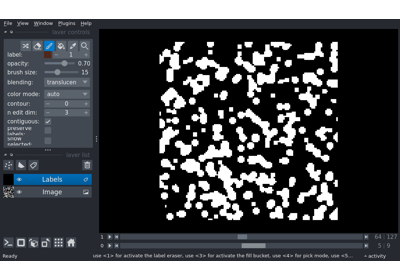 File View Window Plugins Help
layer controls
label: 1
opacity: 0.70
brush size: 15
blending: translucen
color mode: auto
contour: 0
n edit dim: 3
contiguous: ✓
preserve labels:
show selected:
layer list
Labels
Image
1 64 127
0 5 9
Ready use <1> for activate the label eraser, use <3> for activate the fill bucket, use <4> for pick mode, use <5... activity